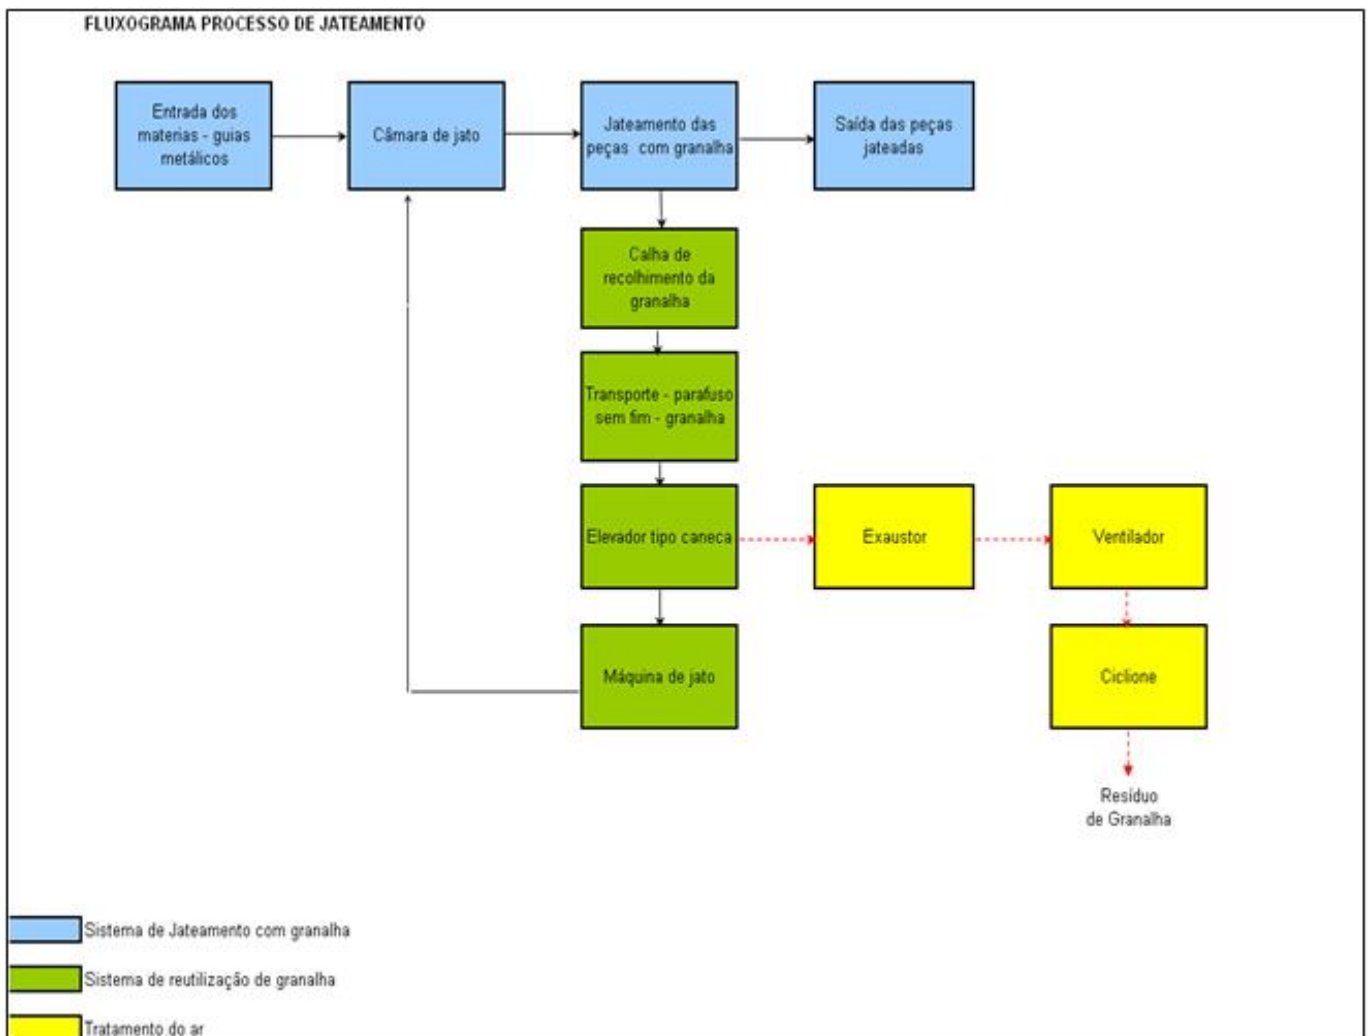 FLUXOGRAMA PROCESSO DE JATEAMENTO
Entrada dos
materias - guias
metálicos
Câmara de jato
Jateamento das
peças com granalha
Saída das peças
jateadas
Calha de
recolhimento da
granalha
Transporte - parafuso
sem fim - granalha
Elevador tipo caneca
Exaustor
Ventilador
Máquina de jato
Ciclione
Resíduo
de Granalha
Sistema de Jateamento com granalha
Sistema de reutilização de granalha
Tratamento do ar